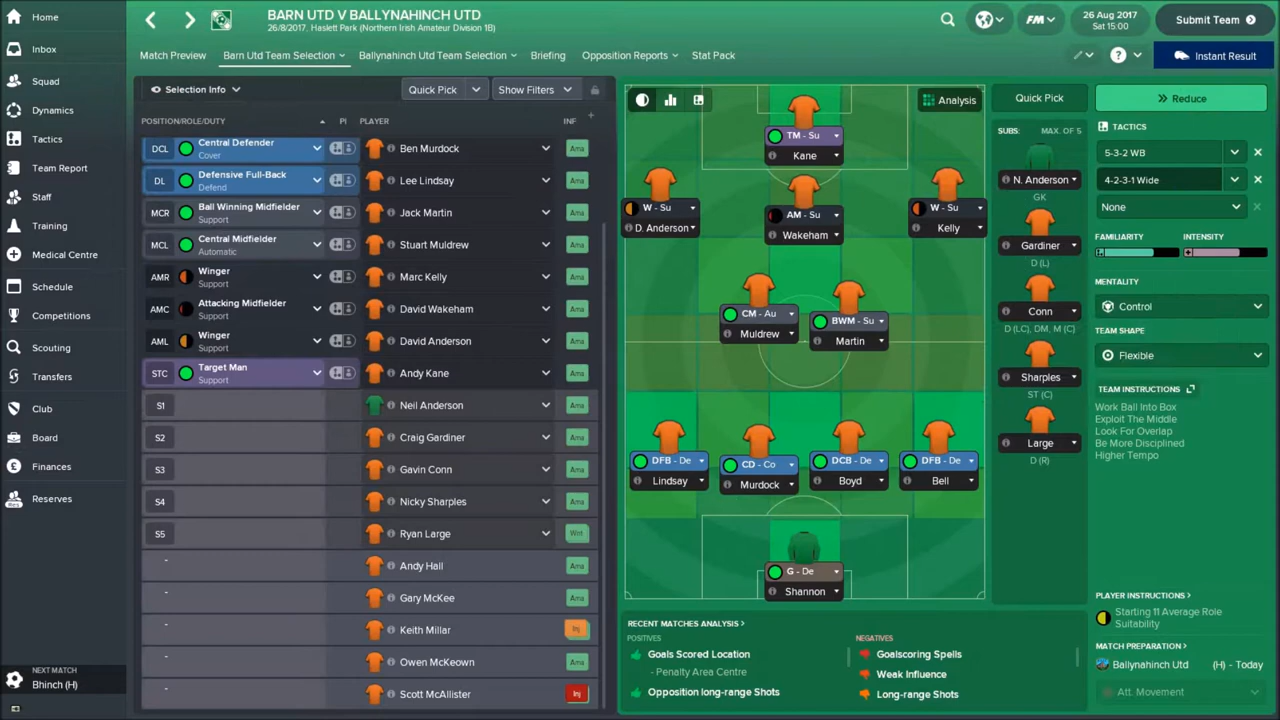 Home
Inbox
Squad
Dynamics
Tactics
Team Report
Staff
Training
Medical Centre
Schedule
Competitions
Scouting
Transfers
Club
Board
Finances
Res
Reserves
NEXT MATCH
Bhinch (H)
BARN UTD V BALLYNAHINCH UTD
26/8/2017, Haslett Park (Northern Irish Amateur Division 1B)
FM
26 Aug 2017
Sat 15:00
Submit Team
Match Preview
Barn Utd Team Selection
Ballynahinch Utd Team Selection
Briefing
Opposition Reports
Stat Pack
?
Instant Result
Selection Info
Quick Pick
Show Filters
POSITION/ROLE/DUTY PI PLAYER INF
DCL Central Defender Cover Ben Murdock Ama
DL Defensive Full-Back Defend Lee Lindsay Ama
MCR Ball Winning Midfielder Support Jack Martin Ama
MCL Central Midfielder Automatic Stuart Muldrew Ama
AMR Winger Support Marc Kelly Ama
AMC Attacking Midfielder Support David Wakeham Ama
AML Winger Support David Anderson Ama
STC Target Man Support Andy Kane Ama
S1 Neil Anderson Ama
S2 Craig Gardiner Ama
S3 Gavin Conn Ama
S4 Nicky Sharples Ama
S5 Ryan Large Wnt
- Andy Hall Ama
- Gary McKee Ama
- Keith Millar Inj
- Owen McKeown Ama
- Scott McAllister Inj
Analysis
TM - Su
Kane
W - Su
D. Anderson
AM - Su
Wakeham
W - Su
Kelly
CM - Au
Muldrew
BWM - Su
Martin
DFB - De
Lindsay
CD - Co
Murdock
DCB - De
Boyd
DFB - De
Bell
G - De
Shannon
RECENT MATCHES ANALYSIS
POSITIVES
Goals Scored Location
- Penalty Area Centre
Opposition long-range Shots
NEGATIVES
Goalscoring Spells
Weak Influence
Long-range Shots
Quick Pick
SUBS: MAX. OF 5
N. Anderson
GK
Gardiner
D (L)
Conn
D (LC), DM, M (C)
Sharples
ST (C)
Large
D (R)
Reduce
TACTICS
5-3-2 WB
4-2-3-1 Wide
None
FAMILIARITY
INTENSITY
MENTALITY
Control
TEAM SHAPE
Flexible
TEAM INSTRUCTIONS
Work Ball Into Box
Exploit The Middle
Look For Overlap
Be More Disciplined
Higher Tempo
PLAYER INSTRUCTIONS
Starting 11 Average Role
Suitability
MATCH PREPARATION
Ballynahinch Utd (H) - Today
Att. Movement